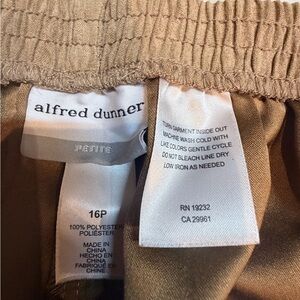 alfred dunner
PETITE
16P
100% POLYESTER
POLIÉSTER
MADE IN
CHINA
HECHO EN
CHINA
FABRIQUÉ EN
CHINE
TURN GARMENT INSIDE OUT
MACHINE WASH COLD WITH
LIKE COLORS GENTLE CYCLE
DO NOT BLEACH LINE DRY
LOW IRON AS NEEDED
RN 19232
CA 29961